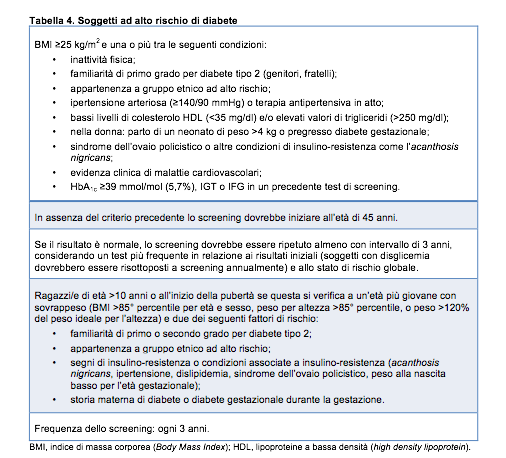 Tabella 4. Soggetti ad alto rischio di diabete
BMI ≥25 kg/m² e una o più tra le seguenti condizioni:
• inattività fisica;
• familiarità di primo grado per diabete tipo 2 (genitori, fratelli);
• appartenenza a gruppo etnico ad alto rischio;
• ipertensione arteriosa (≥140/90 mmHg) o terapia antipertensiva in atto;
• bassi livelli di colesterolo HDL (<35 mg/dl) e/o elevati valori di trigliceridi (>250 mg/dl);
• nella donna: parto di un neonato di peso >4 kg o pregresso diabete gestazionale;
• sindrome dell'ovaio policistico o altre condizioni di insulino-resistenza come l'acanthosis
nigricans;
• evidenza clinica di malattie cardiovascolari;
• HbA1c ≥39 mmol/mol (5,7%), IGT o IFG in un precedente test di screening.
In assenza del criterio precedente lo screening dovrebbe iniziare all'età di 45 anni.
Se il risultato è normale, lo screening dovrebbe essere ripetuto almeno con intervallo di 3 anni,
considerando un test più frequente in relazione ai risultati iniziali (soggetti con disglicemia
dovrebbero essere risottoposti a screening annualmente) e allo stato di rischio globale.
Ragazzi/e di età >10 anni o all'inizio della pubertà se questa si verifica a un'età più giovane con
sovrappeso (BMI >85° percentile per età e sesso, peso per altezza >85° percentile, o peso >120%
del peso ideale per l'altezza) e due dei seguenti fattori di rischio:
• familiarità di primo o secondo grado per diabete tipo 2;
• appartenenza a gruppo etnico ad alto rischio;
• segni di insulino-resistenza o condizioni associate a insulino-resistenza (acanthosis
nigricans, ipertensione, dislipidemia, sindrome dell'ovaio policistico, peso alla nascita
basso per l'età gestazionale);
• storia materna di diabete o diabete gestazionale durante la gestazione.
Frequenza dello screening: ogni 3 anni.
BMI, indice di massa corporea (Body Mass Index); HDL, lipoproteine a bassa densità (high density lipoprotein).